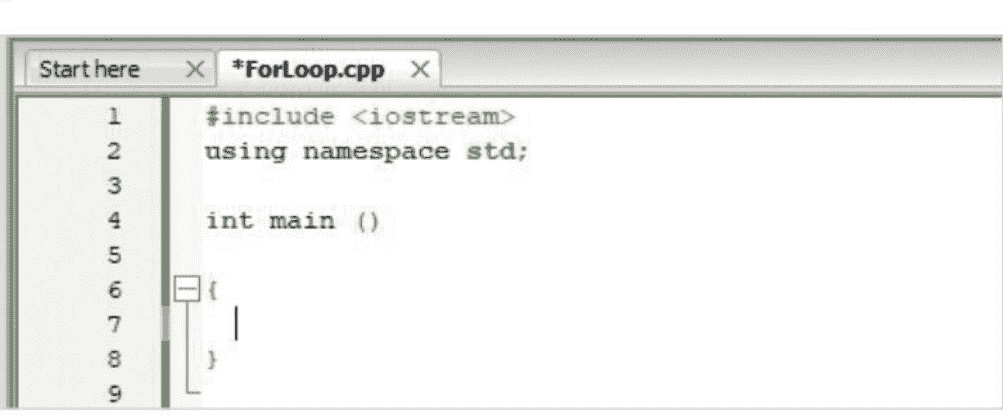 Start here *ForLoop.cpp
1 #include <iostream>
2 using namespace std;
3
4 int main ()
5
6 {
7
8 }
9